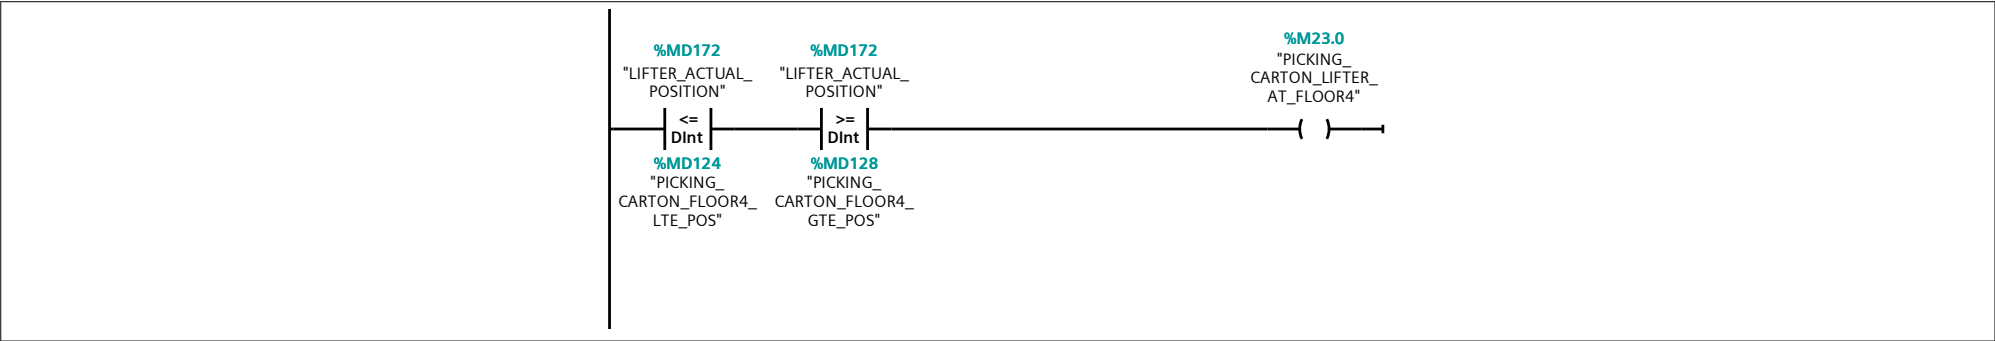 %MD172
"LIFTER_ACTUAL_
POSITION"
<=
DInt
%MD124
"PICKING_
CARTON_FLOOR4_
LTE_POS"
%MD172
"LIFTER_ACTUAL_
POSITION"
>=
DInt
%MD128
"PICKING_
CARTON_FLOOR4_
GTE_POS"
%M23.0
"PICKING_
CARTON_LIFTER_
AT_FLOOR4"